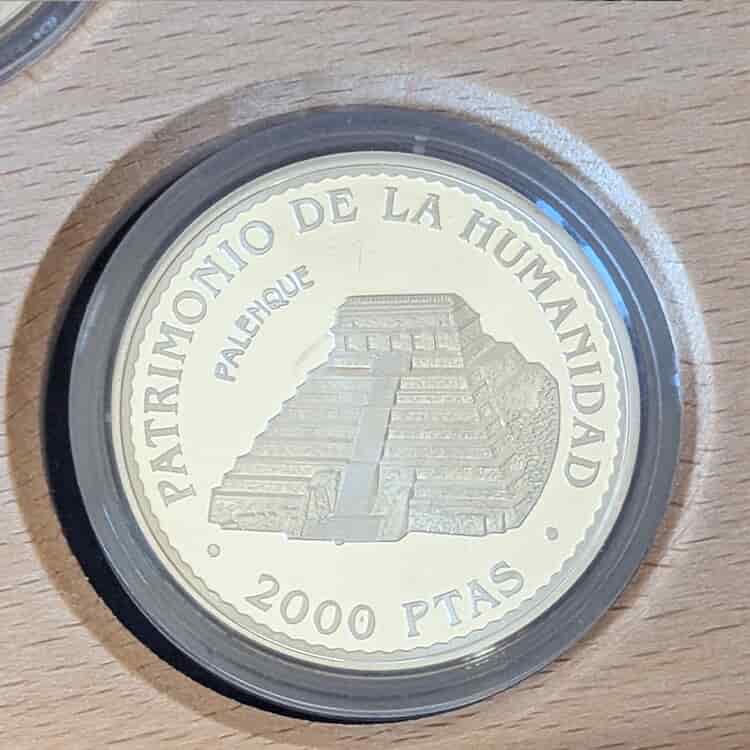 PATRIMONIO DE LA HUMANIDAD
PALENQUE
2000 PTAS